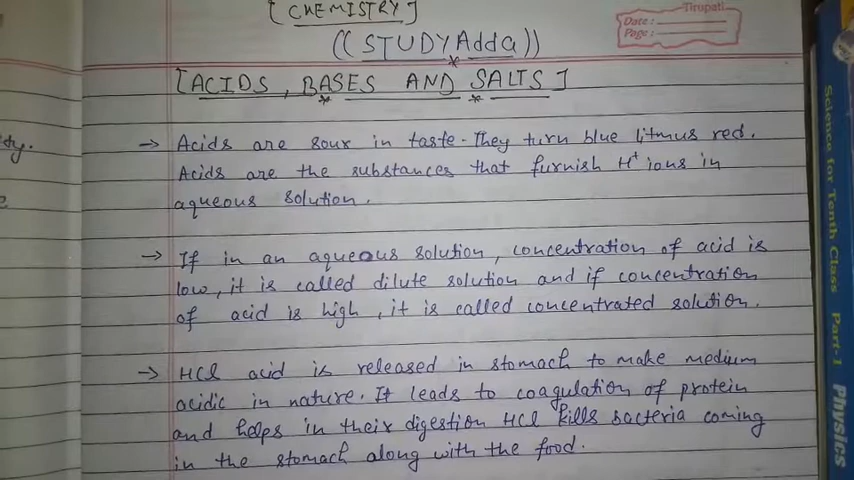 [CHEMISTRY]
Tirupati
Date:
Page:
((STUDYAdda))
[ACIDS, BASES AND SALTS]
→ Acids are sour in taste. They turn blue litmus red.
Acids are the substances that furnish H+ ions in
aqueous solution.
→ If in an aqueous solution, concentration of acid is
low, it is called dilute solution and if concentration
of acid is high, it is called concentrated solution.
→ HCl acid is released in stomach to make medium
acidic in nature. It leads to coagulation of protein
and helps in their digestion HCl kills bacteria coming
in the stomach along with the food.
Science for Tenth Class Part-1 Physics